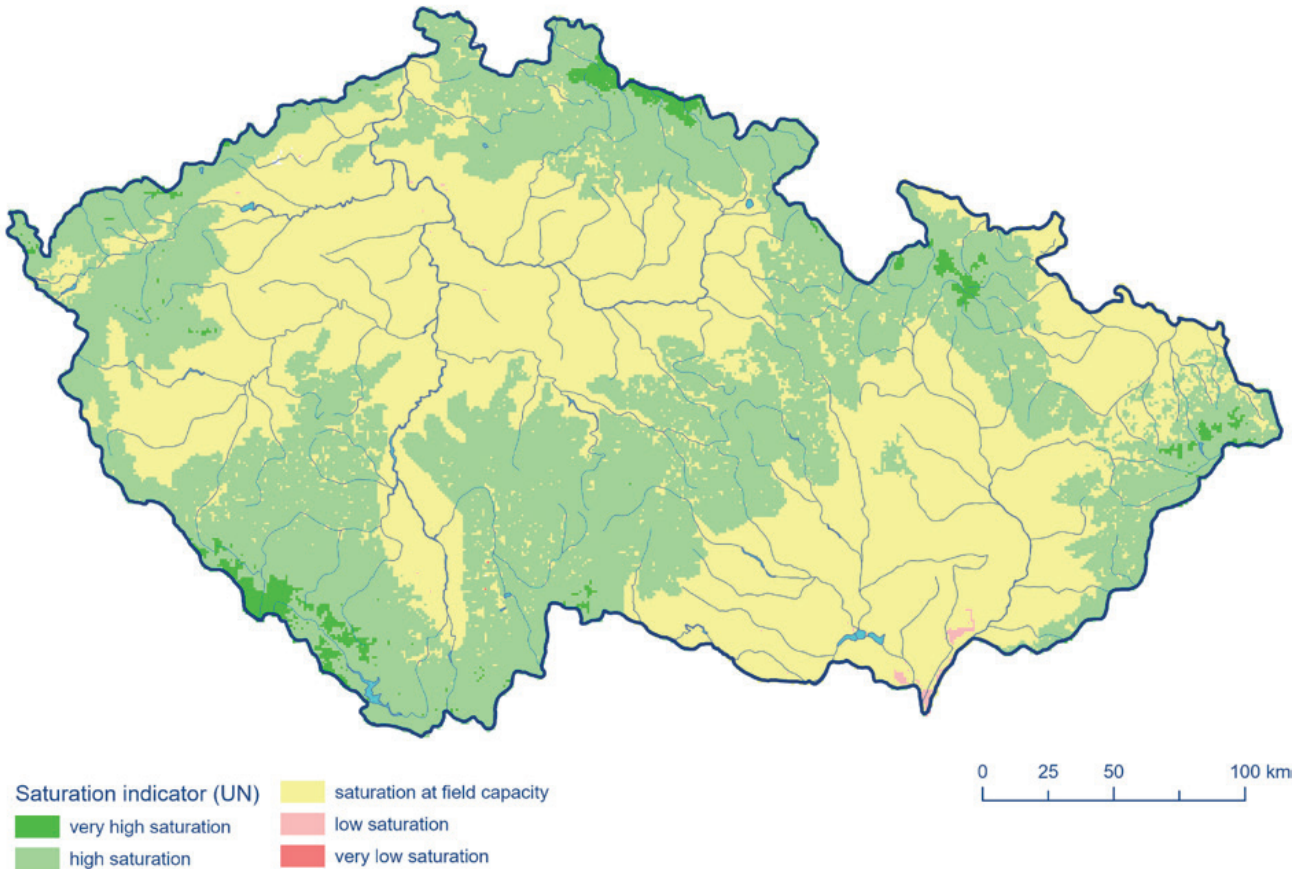 Saturation indicator (UN)
very high saturation
high saturation
saturation at field capacity
low saturation
very low saturation
0 25 50 100 km